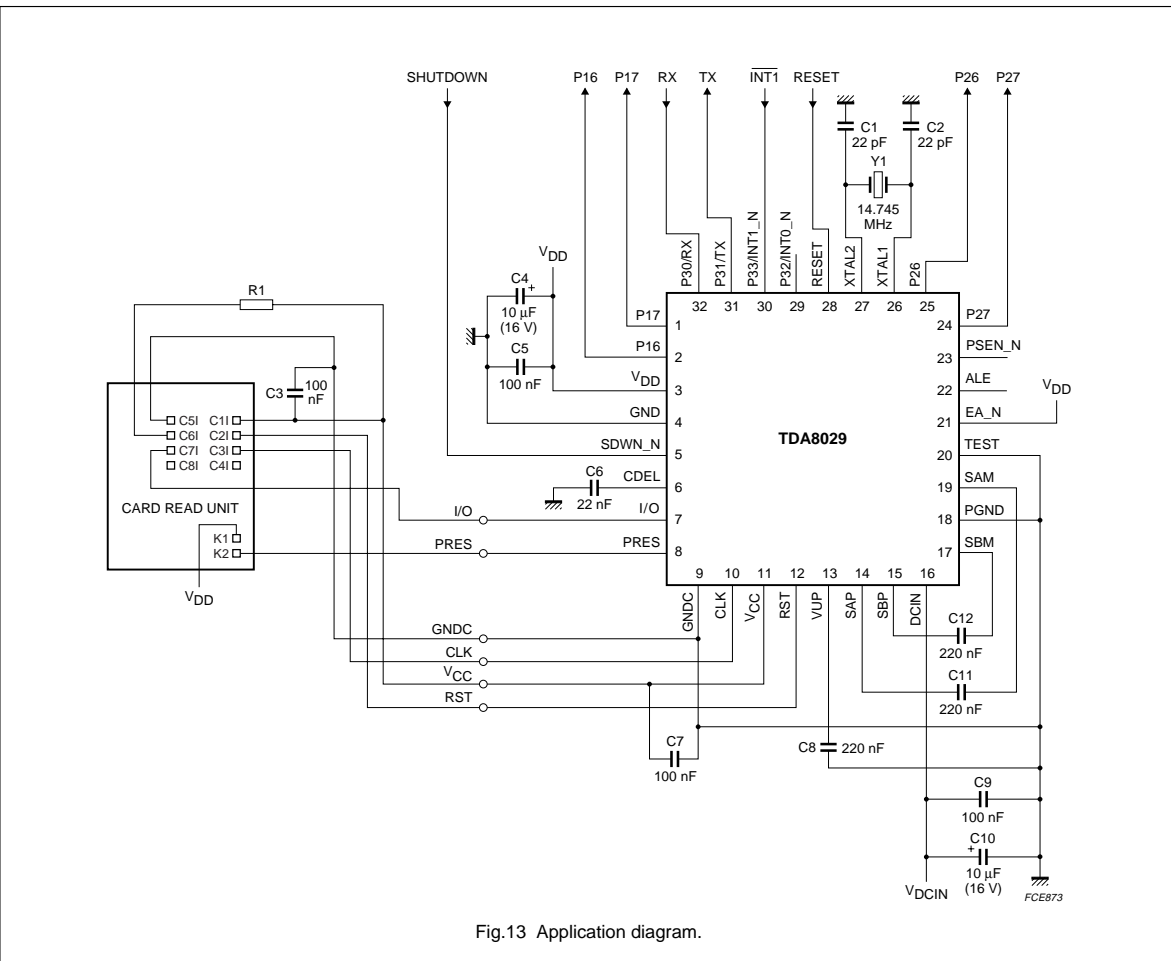 SHUTDOWN P16 P17 RX TX INT1 RESET P26 P27
C1
22 pF
C2
22 pF
Y1
14.745
MHz
P30/RX
P31/TX
P33/INT1_N
P32/INT0_N
RESET
XTAL2
XTAL1
P26
32 31 30 29 28 27 26 25
VDD
C4
+
10 µF
(16 V)
C5
100 nF
P17 1
P16 2
VDD 3
GND 4
SDWN_N 5
CDEL 6
I/O 7
PRES 8
C6
22 nF
TDA8029
24 P27
23 PSEN_N
22 ALE
21 EA_N
20 TEST
19 SAM
18 PGND
17 SBM
VDD
R1
C3 100
nF
C5I C1I
C6I C2I
C7I C3I
C8I C4I
CARD READ UNIT
K1
K2
VDD
I/O
PRES
9 10 11 12 13 14 15 16
GNDC
CLK
VCC
RST
VUP
SAP
SBP
DCIN
GNDC
CLK
VCC
RST
C12
220 nF
C11
220 nF
C7
100 nF
C8 220 nF
C9
100 nF
C10
+
10 µF
(16 V)
VDCIN
FCE873
Fig.13 Application diagram.